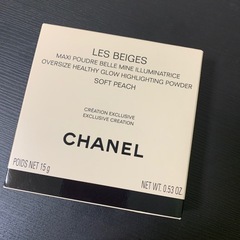 LES BEIGES
MAXI POUDRE BELLE MINE ILLUMINATRICE
OVERSIZE HEALTHY GLOW HIGHLIGHTING POWDER
SOFT PEACH
CRÉATION EXCLUSIVE
EXCLUSIVE CREATION
CHANEL
POIDS NET 15 g
NET WT. 0.53 OZ.